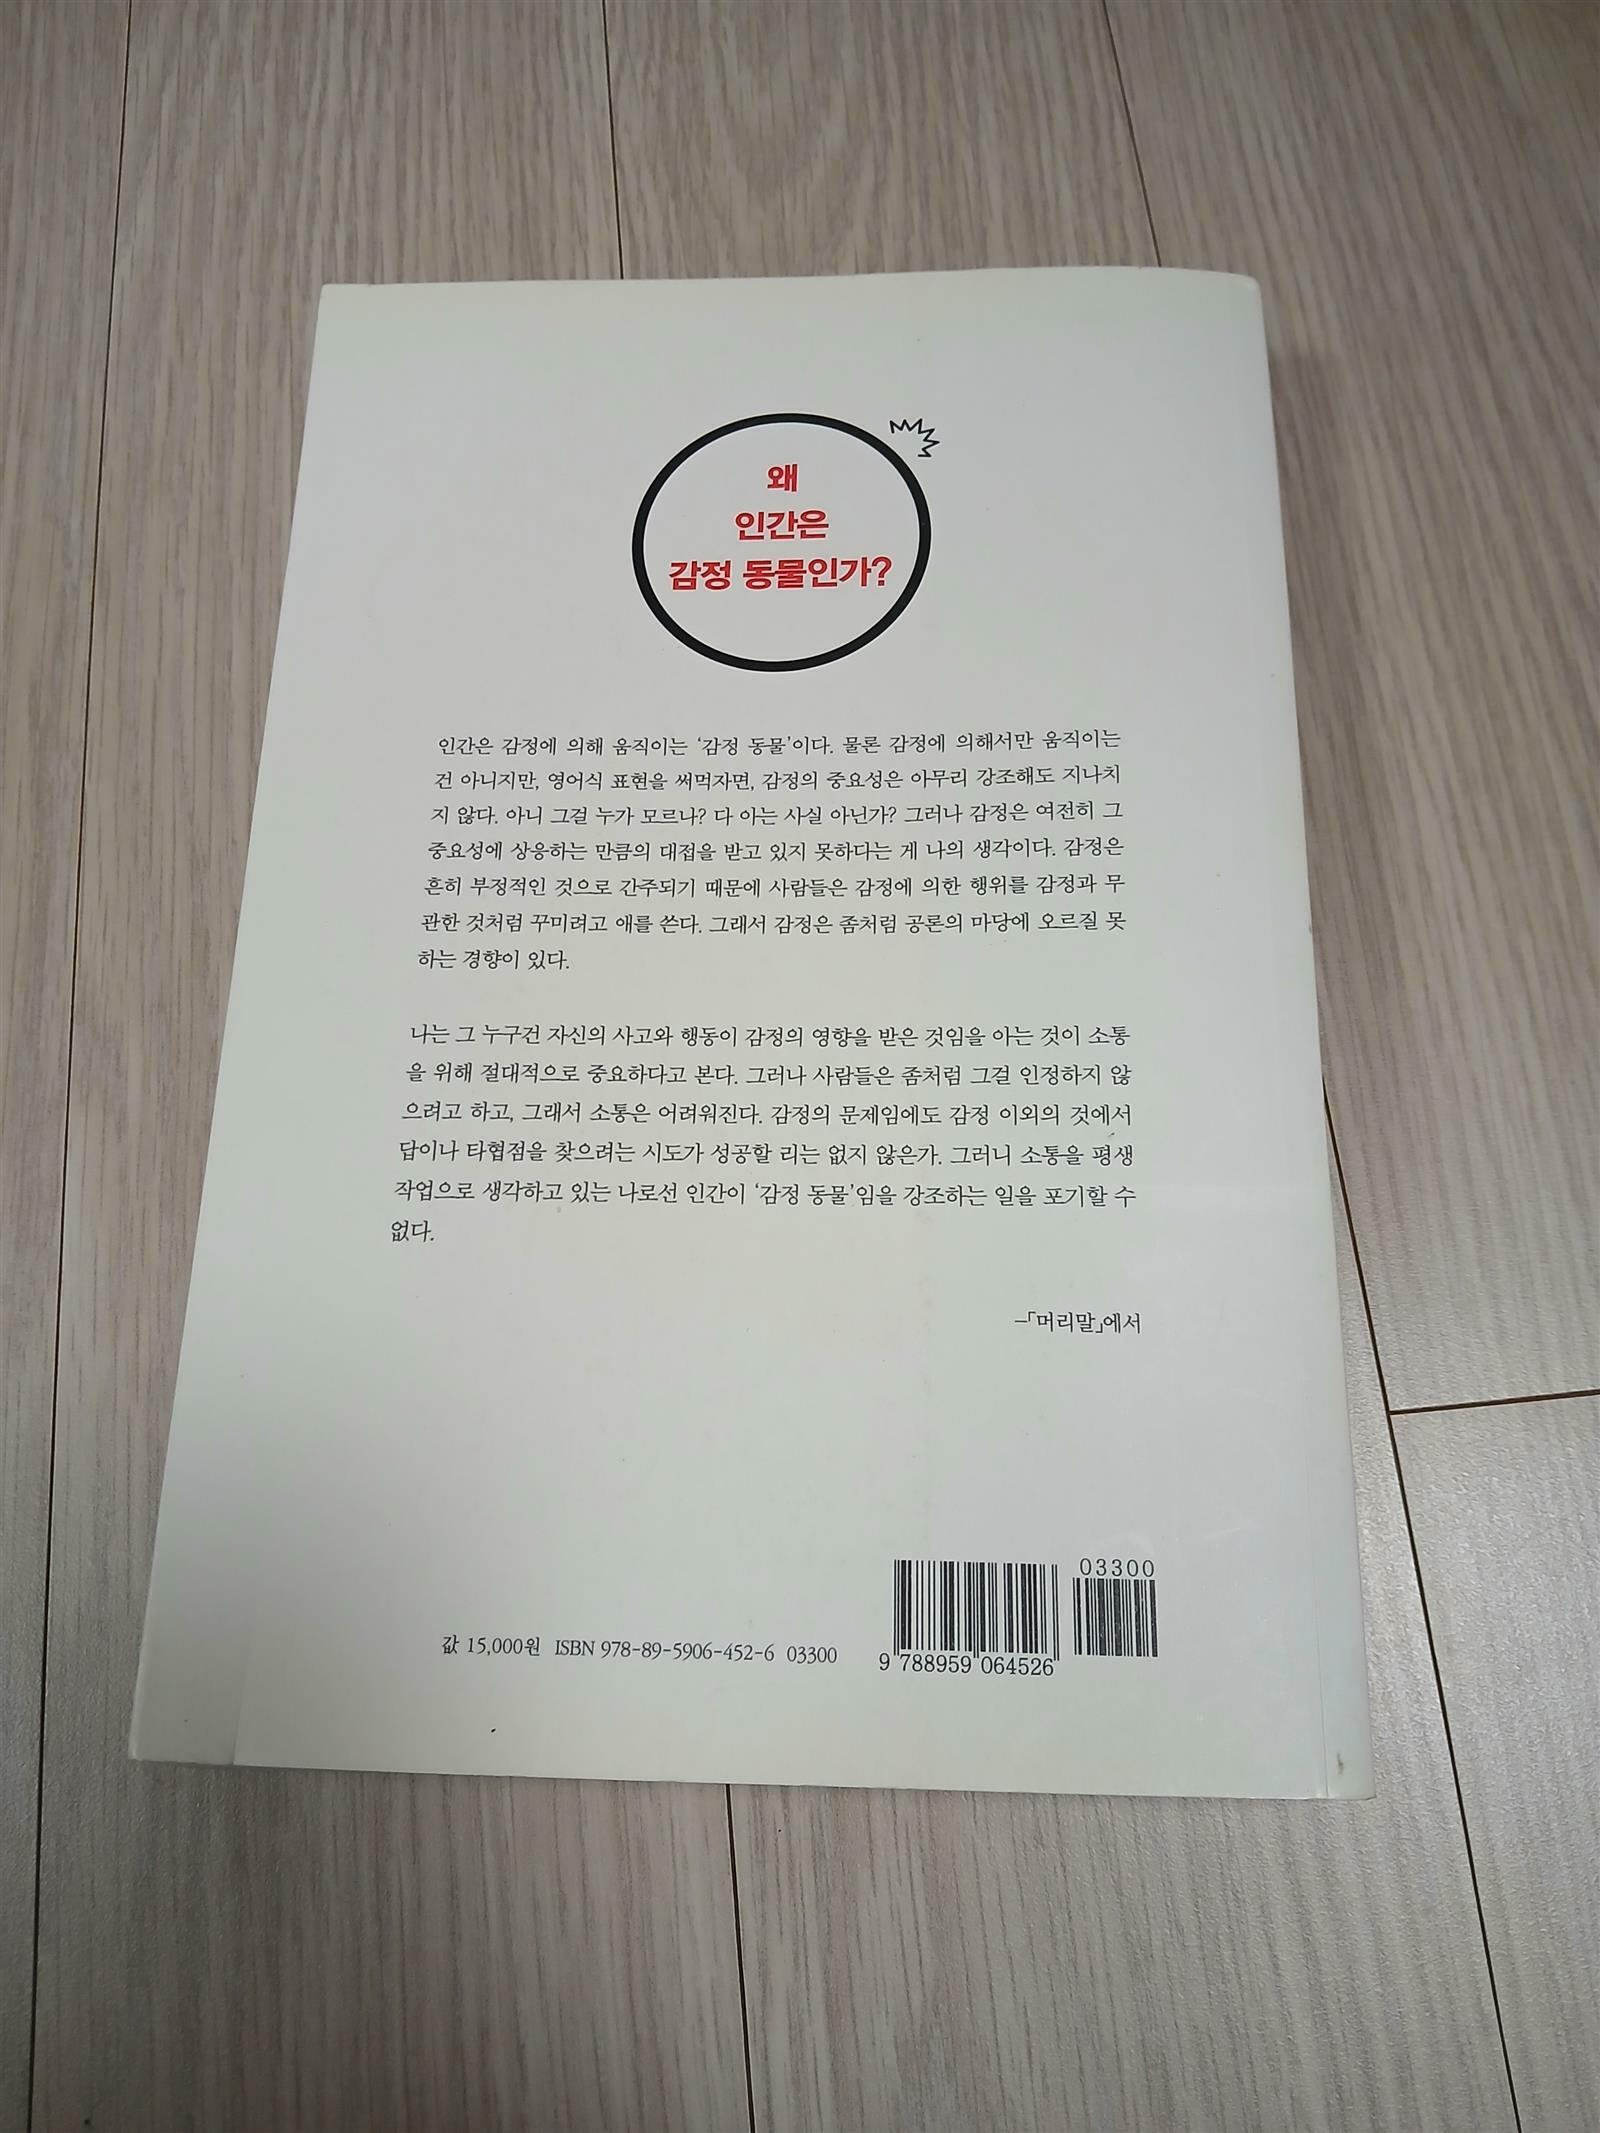 왜
인간은
감정 동물인가?
인간은 감정에 의해 움직이는 ‘감정 동물’이다. 물론 감정에 의해서만 움직이는
건 아니지만, 영어식 표현을 써먹자면, 감정의 중요성은 아무리 강조해도 지나치
지 않다. 아니 그걸 누가 모르나? 다 아는 사실 아닌가? 그러나 감정은 여전히 그
중요성에 상응하는 만큼의 대접을 받고 있지 못하다는 게 나의 생각이다. 감정은
흔히 부정적인 것으로 간주되기 때문에 사람들은 감정에 의한 행위를 감정과 무
관한 것처럼 꾸미려고 애를 쓴다. 그래서 감정은 좀처럼 공론의 마당에 오르질 못
하는 경향이 있다.
나는 그 누구건 자신의 사고와 행동이 감정의 영향을 받은 것임을 아는 것이 소통
을 위해 절대적으로 중요하다고 본다. 그러나 사람들은 좀처럼 그걸 인정하지 않
으려고 하고, 그래서 소통은 어려워진다. 감정의 문제임에도 감정 이외의 것에서
답이나 타협점을 찾으려는 시도가 성공할 리는 없지 않은가. 그러니 소통을 평생
작업으로 생각하고 있는 나로선 인간이 ‘감정 동물’임을 강조하는 일을 포기할 수
없다.
–「머리말」에서
03300
값 15,000원 ISBN 978-89-5906-452-6 03300
9 788959 064526